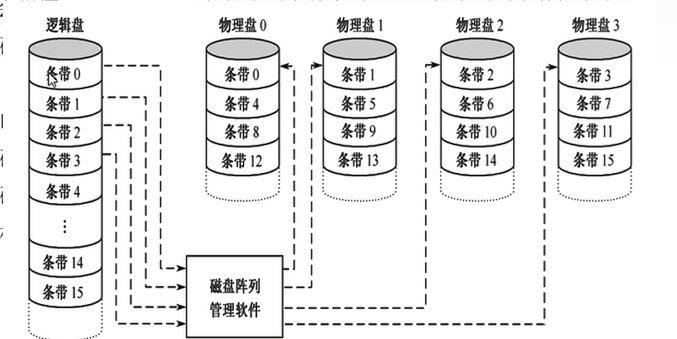 逻辑盘
条带 0
条带 1
条带 2
条带 3
条带 4
⋮
条带 14
条带 15
物理盘 0
条带 0
条带 4
条带 8
条带 12
物理盘 1
条带 1
条带 5
条带 9
条带 13
物理盘 2
条带 2
条带 6
条带 10
条带 14
物理盘 3
条带 3
条带 7
条带 11
条带 15
磁盘阵列
管理软件